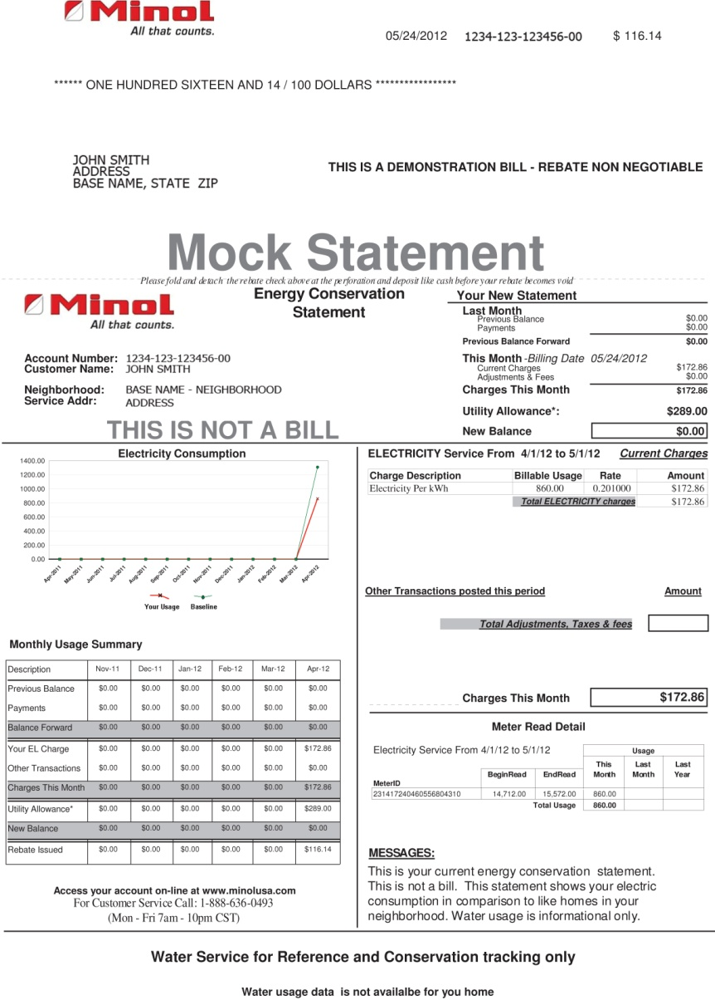 Minol
All that counts.
05/24/2012 1234-123-123456-00 $ 116.14
****** ONE HUNDRED SIXTEEN AND 14 / 100 DOLLARS *****************
JOHN SMITH
ADDRESS
BASE NAME, STATE ZIP
THIS IS A DEMONSTRATION BILL - REBATE NON NEGOTIABLE
Mock Statement
Please fold and detach the rebate check above at the perforation and deposit like cash before your rebate becomes void
Minol
All that counts.
Energy Conservation
Statement
Account Number: 1234-123-123456-00
Customer Name: JOHN SMITH
Neighborhood: BASE NAME - NEIGHBORHOOD
Service Addr: ADDRESS
THIS IS NOT A BILL
Your New Statement
Last Month
Previous Balance $0.00
Payments $0.00
Previous Balance Forward $0.00
This Month -Billing Date 05/24/2012
Current Charges $172.86
Adjustments & Fees $0.00
Charges This Month $172.86
Utility Allowance*: $289.00
New Balance $0.00
Electricity Consumption
1400.00
1200.00
1000.00
800.00
600.00
400.00
200.00
0.00
Apr-2011 May-2011 Jun-2011 Jul-2011 Aug-2011 Sep-2011 Oct-2011 Nov-2011 Dec-2011 Jan-2012 Feb-2012 Mar-2012 Apr-2012
Your Usage Baseline
Monthly Usage Summary
Description Nov-11 Dec-11 Jan-12 Feb-12 Mar-12 Apr-12
Previous Balance $0.00 $0.00 $0.00 $0.00 $0.00 $0.00
Payments $0.00 $0.00 $0.00 $0.00 $0.00 $0.00
Balance Forward $0.00 $0.00 $0.00 $0.00 $0.00 $0.00
Your EL Charge $0.00 $0.00 $0.00 $0.00 $0.00 $172.86
Other Transactions $0.00 $0.00 $0.00 $0.00 $0.00 $0.00
Charges This Month $0.00 $0.00 $0.00 $0.00 $0.00 $172.86
Utility Allowance* $0.00 $0.00 $0.00 $0.00 $0.00 $289.00
New Balance $0.00 $0.00 $0.00 $0.00 $0.00 $0.00
Rebate Issued $0.00 $0.00 $0.00 $0.00 $0.00 $116.14
Access your account on-line at www.minolusa.com
For Customer Service Call: 1-888-636-0493
(Mon - Fri 7am - 10pm CST)
ELECTRICITY Service From 4/1/12 to 5/1/12 Current Charges
Charge Description Billable Usage Rate Amount
Electricity Per kWh 860.00 0.201000 $172.86
Total ELECTRICITY charges $172.86
Other Transactions posted this period Amount
Total Adjustments, Taxes & fees
Charges This Month $172.86
Meter Read Detail
Electricity Service From 4/1/12 to 5/1/12 Usage
MeterID BeginRead EndRead This Month Last Month Last Year
231417240460556804310 14,712.00 15,572.00 860.00
Total Usage 860.00
MESSAGES:
This is your current energy conservation statement.
This is not a bill. This statement shows your electric
consumption in comparison to like homes in your
neighborhood. Water usage is informational only.
Water Service for Reference and Conservation tracking only
Water usage data is not availalbe for you home